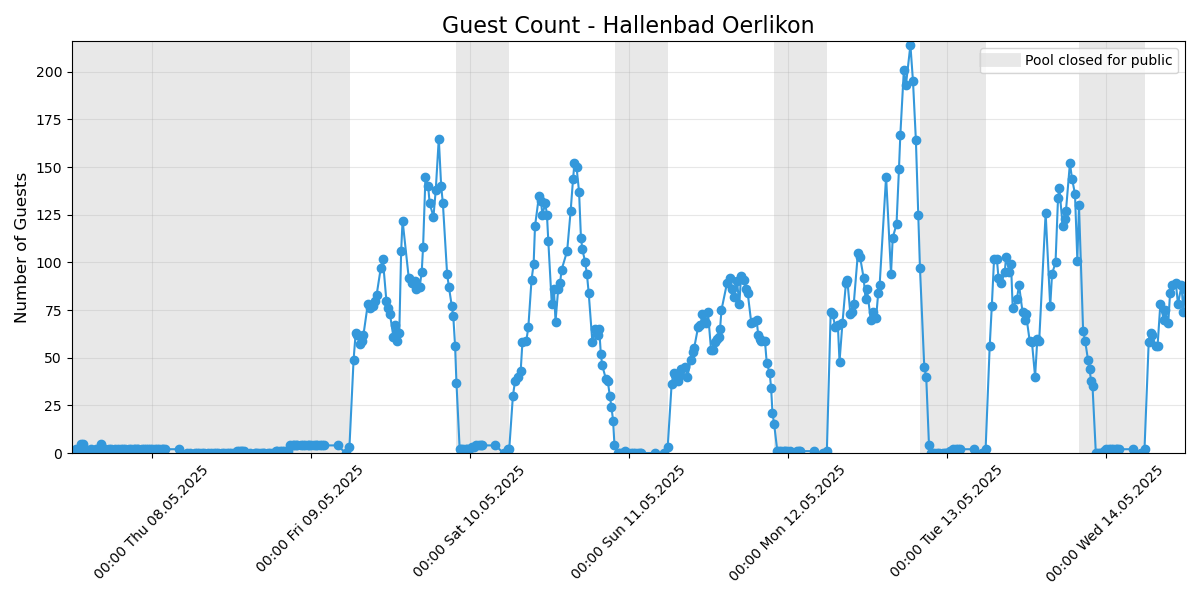 Guest Count - Hallenbad Oerlikon
Pool closed for public
Number of Guests
200
175
150
125
100
75
50
25
0
00:00 Thu 08.05.2025
00:00 Fri 09.05.2025
00:00 Sat 10.05.2025
00:00 Sun 11.05.2025
00:00 Mon 12.05.2025
00:00 Tue 13.05.2025
00:00 Wed 14.05.2025